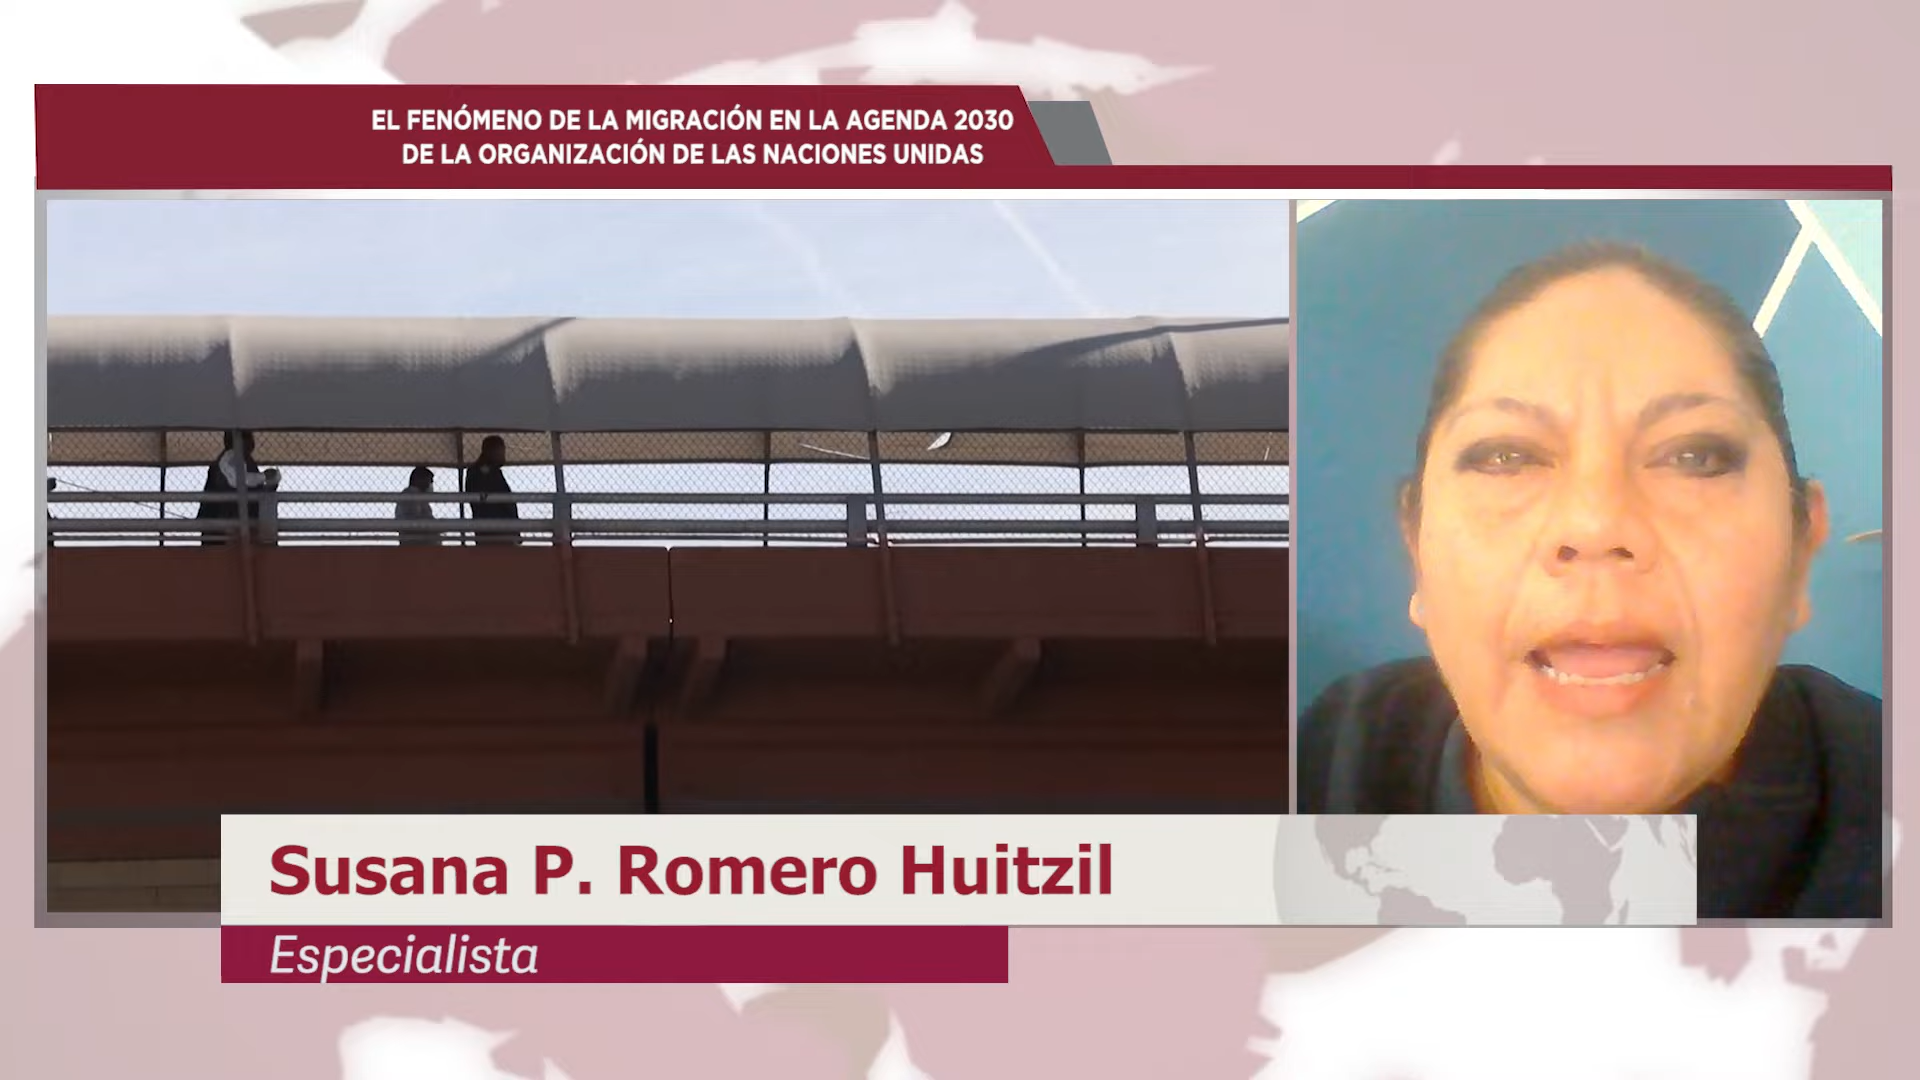 EL FENÓMENO DE LA MIGRACIÓN EN LA AGENDA 2030
DE LA ORGANIZACIÓN DE LAS NACIONES UNIDAS
Susana P. Romero Huitzil
Especialista